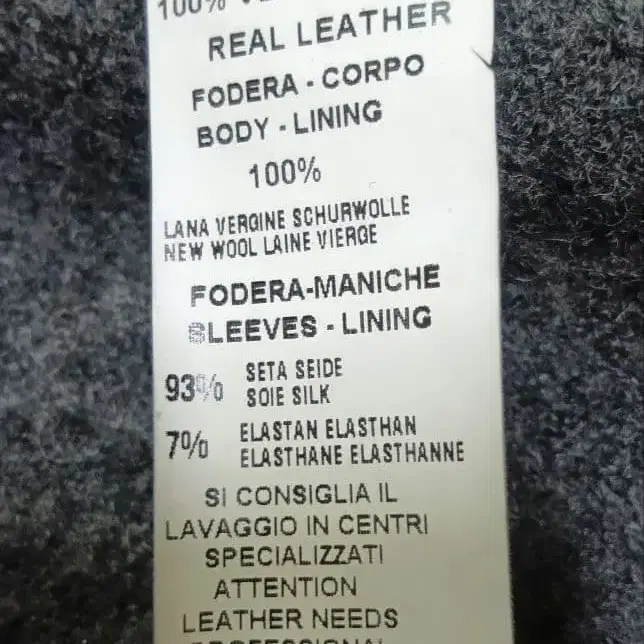 100%
REAL LEATHER
FODERA - CORPO
BODY - LINING
100%
LANA VERGINE SCHURWOLLE
NEW WOOL LAINE VIERGE
FODERA-MANICHE
SLEEVES - LINING
93% SETA SEIDE
SOIE SILK
7% ELASTAN ELASTHAN
ELASTHANE ELASTHANNE
SI CONSIGLIA IL
LAVAGGIO IN CENTRI
SPECIALIZZATI
ATTENTION
LEATHER NEEDS
PROFESSIONAL